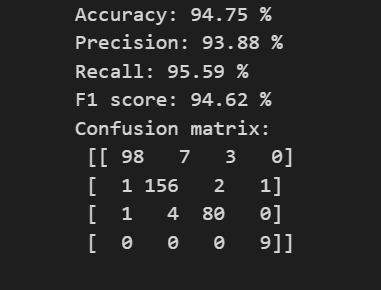 Accuracy: 94.75 %
Precision: 93.88 %
Recall: 95.59 %
F1 score: 94.62 %
Confusion matrix:
[[ 98   7   3   0]
[  1 156   2   1]
[  1   4  80   0]
[  0   0   0   9]]